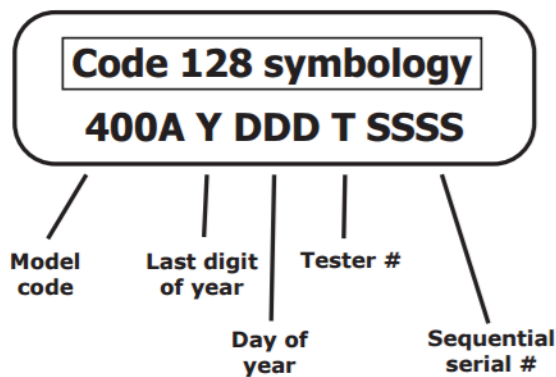 Code 128 symbology
400A Y DDD T SSSS
Model
code
Last digit
of year
Day of
year
Tester #
Sequential
serial #